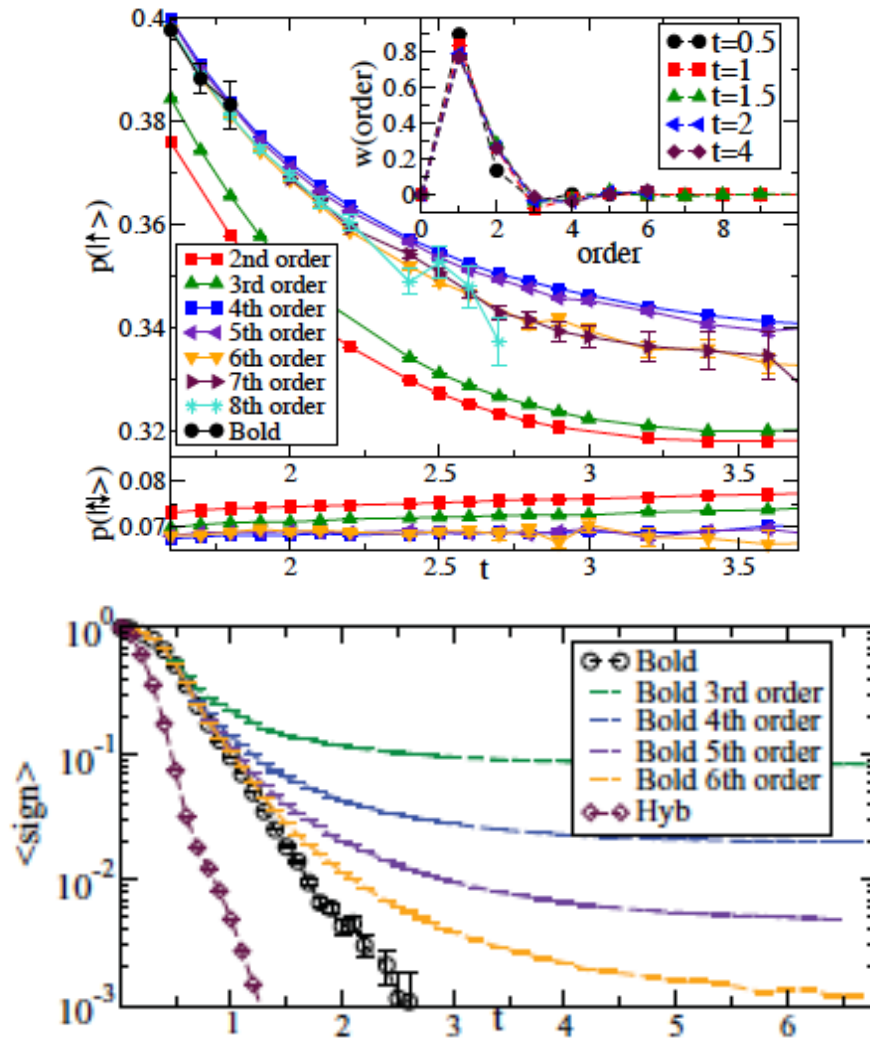 0.4
0.38
0.36
0.34
0.32
p(|↑>)
w(order)
0.8
0.6
0.4
0.2
0
0 2 4 6 8
order
t=0.5
t=1
t=1.5
t=2
t=4
2nd order
3rd order
4th order
5th order
6th order
7th order
8th order
Bold
2 2.5 3 3.5
p(|↑↓>)
0.08
0.07
2 2.5 3 3.5
t
<sign>
10^0
10^-1
10^-2
10^-3
Bold
Bold 3rd order
Bold 4th order
Bold 5th order
Bold 6th order
Hyb
1 2 3 t 4 5 6